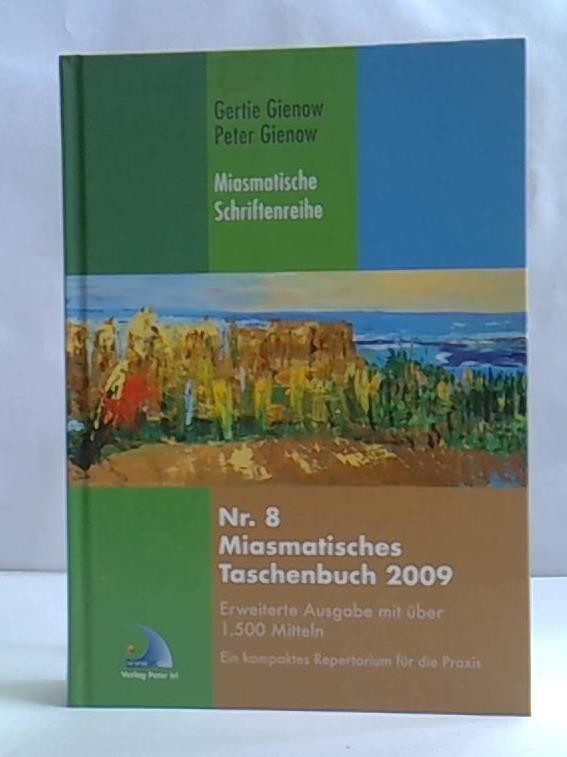 Gertie Gienow
Peter Gienow
Miasmatische
Schriftenreihe
Nr. 8
Miasmatisches
Taschenbuch 2009
Erweiterte Ausgabe mit über
1.500 Mitteln
Ein kompaktes Repertorium für die Praxis
Verlag Peter Irl